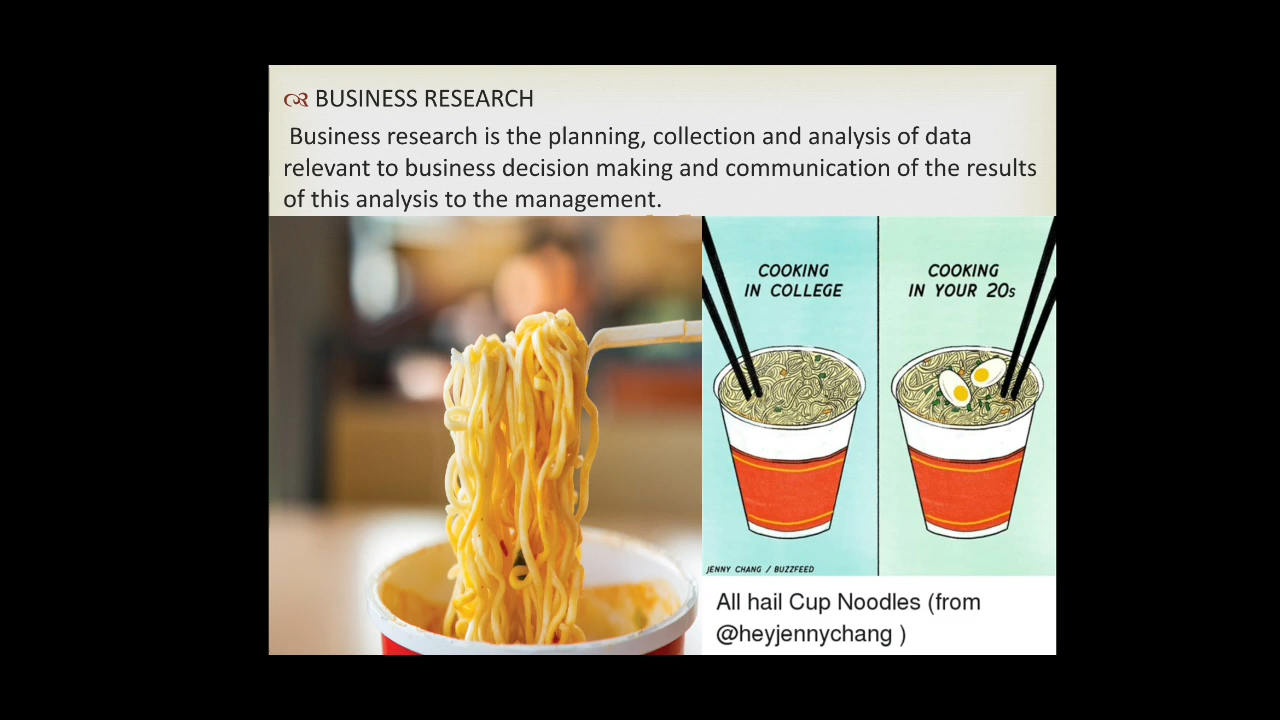 BUSINESS RESEARCH
Business research is the planning, collection and analysis of data
relevant to business decision making and communication of the results
of this analysis to the management.
COOKING
IN COLLEGE
COOKING
IN YOUR 20s
JENNY CHANG / BUZZFEED
All hail Cup Noodles (from
@heyjennychang )